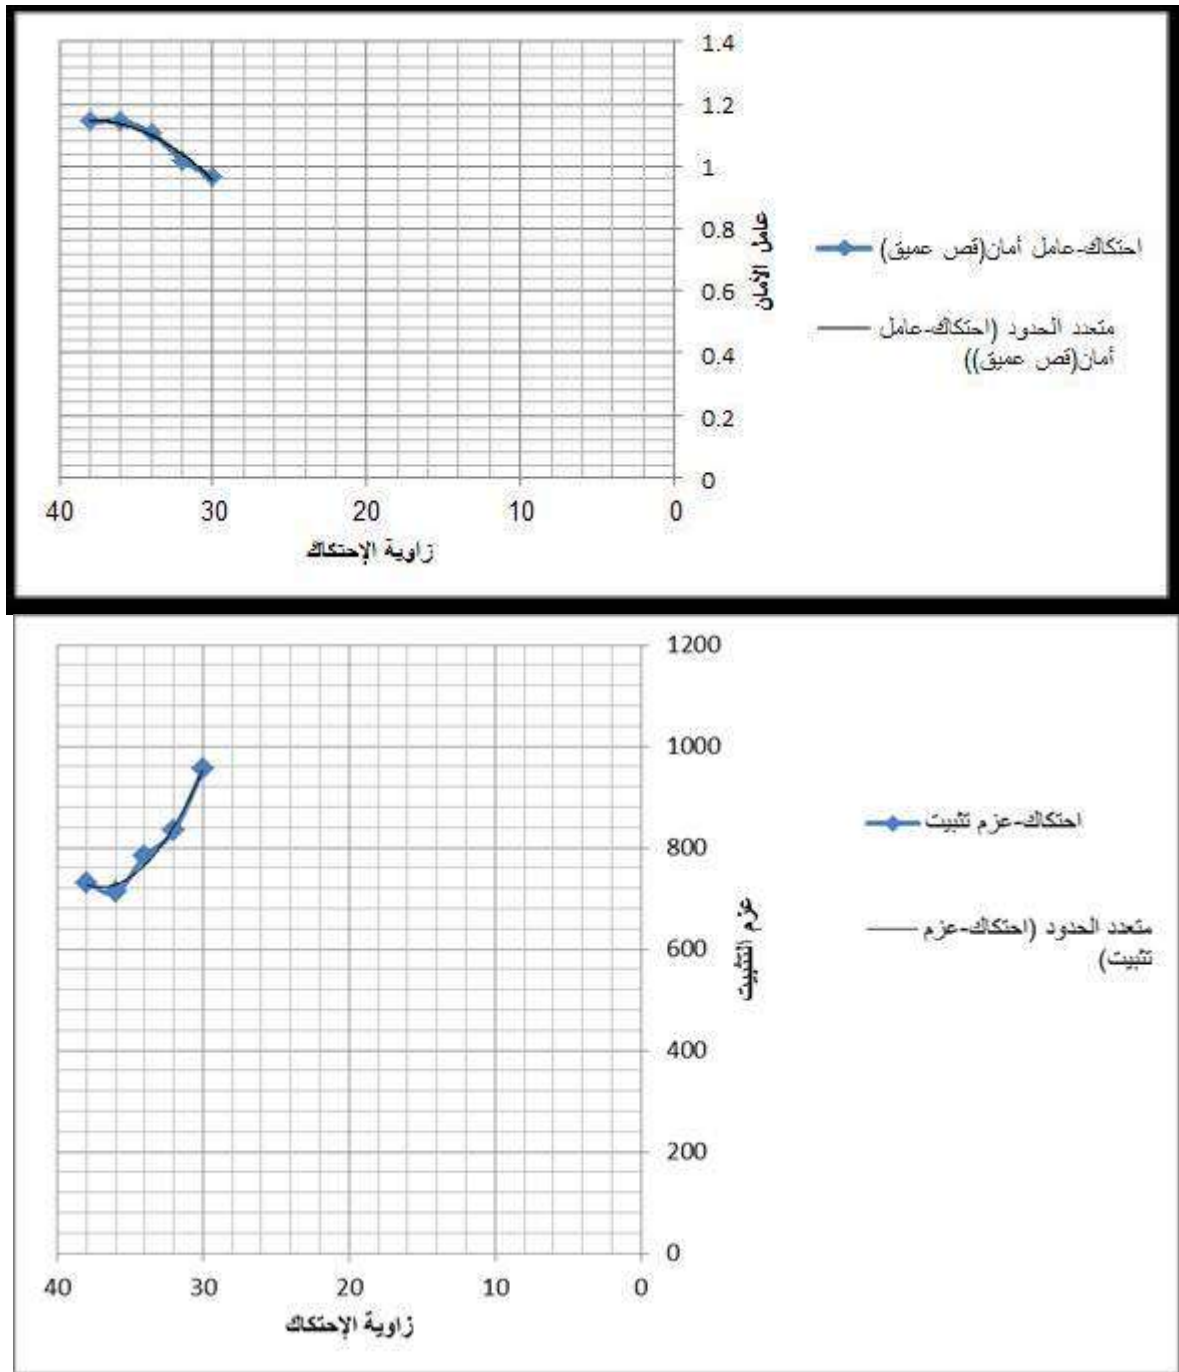 1.4
1.2
1
0.8
0.6
0.4
0.2
0
40 30 20 10 0
زاوية الإحتكاك
عامل الأمان
احتكاك-عامل أمان(قص عميق)
متعدد الحدود (احتكاك-عامل
أمان(قص عميق))
1200
1000
800
600
400
200
0
40 30 20 10 0
زاوية الإحتكاك
عزم التثبيت
احتكاك-عزم تثبيت
متعدد الحدود (احتكاك-عزم
تثبيت)